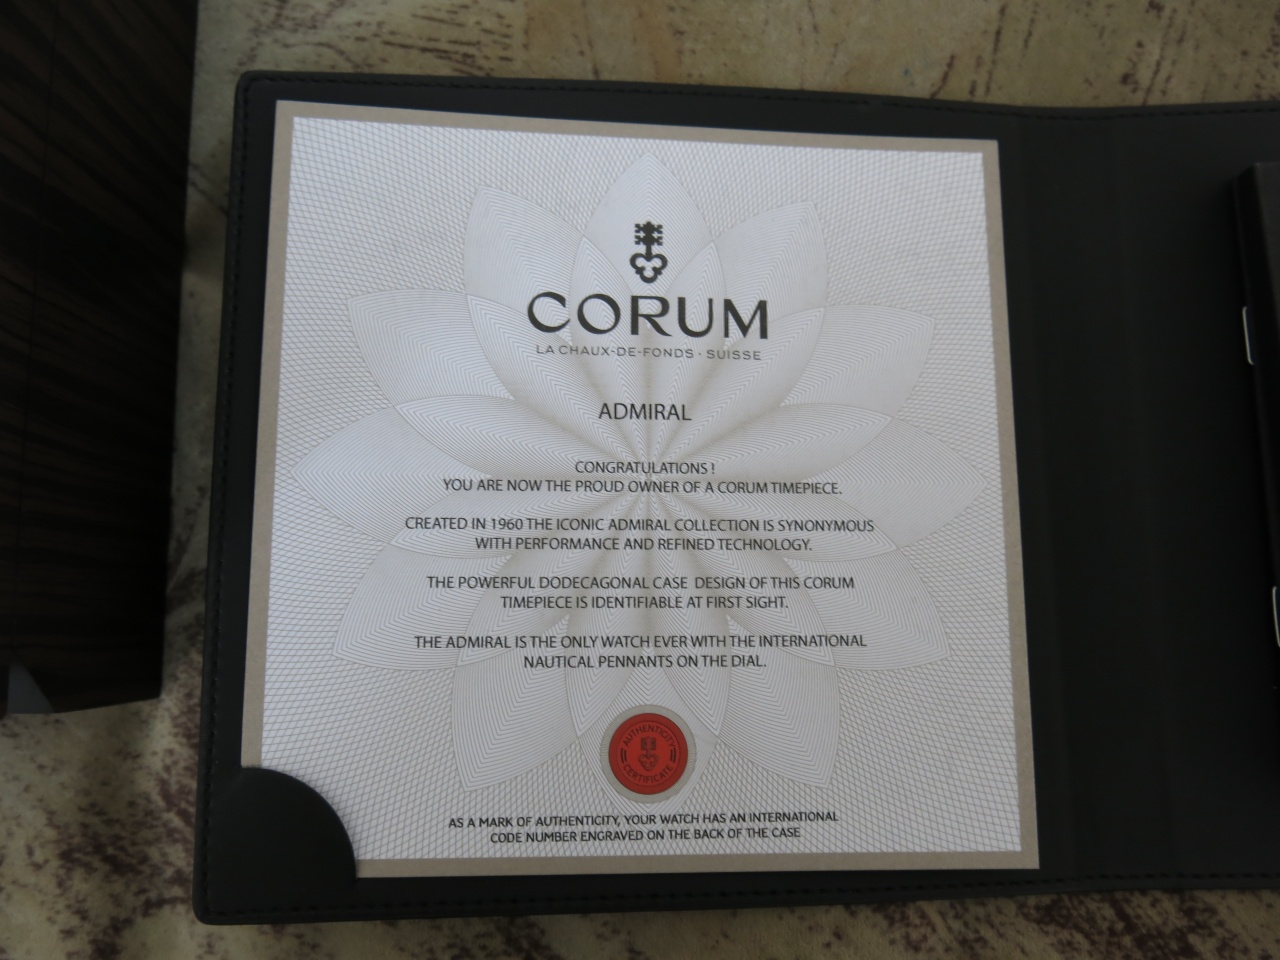 CORUM
LA CHAUX-DE-FONDS · SUISSE
ADMIRAL
CONGRATULATIONS !
YOU ARE NOW THE PROUD OWNER OF A CORUM TIMEPIECE.
CREATED IN 1960 THE ICONIC ADMIRAL COLLECTION IS SYNONYMOUS
WITH PERFORMANCE AND REFINED TECHNOLOGY.
THE POWERFUL DODECAGONAL CASE DESIGN OF THIS CORUM
TIMEPIECE IS IDENTIFIABLE AT FIRST SIGHT.
THE ADMIRAL IS THE ONLY WATCH EVER WITH THE INTERNATIONAL
NAUTICAL PENNANTS ON THE DIAL.
AUTHENTICITY
CERTIFICATE
AS A MARK OF AUTHENTICITY, YOUR WATCH HAS AN INTERNATIONAL
CODE NUMBER ENGRAVED ON THE BACK OF THE CASE